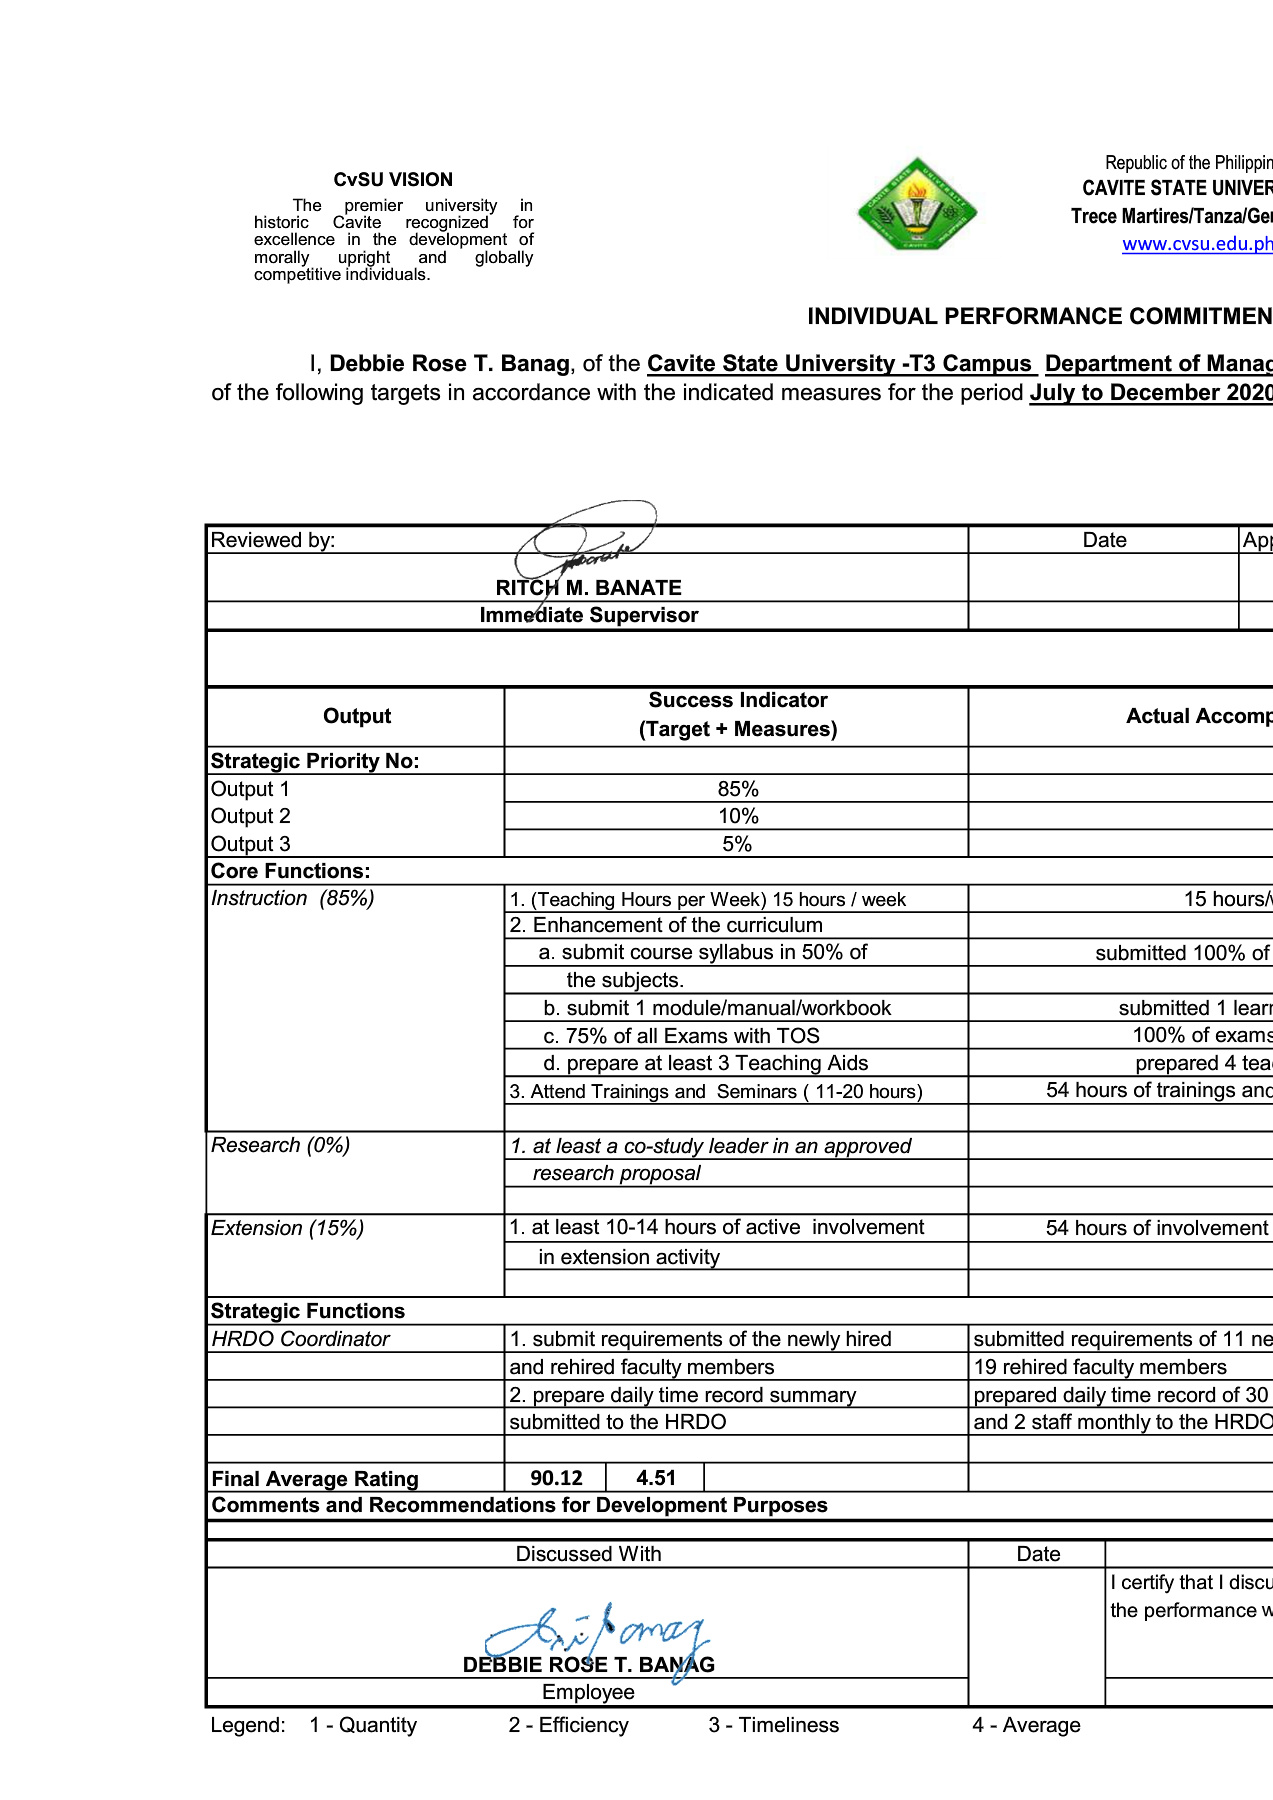 CvSU VISION
The premier university in
historic Cavite recognized for
excellence in the development of
morally upright and globally
competitive individuals.
Republic of the Philippin
CAVITE STATE UNIVER
Trece Martires/Tanza/Ge
www.cvsu.edu.ph
INDIVIDUAL PERFORMANCE COMMITMEN
I, Debbie Rose T. Banag, of the Cavite State University -T3 Campus Department of Manag
of the following targets in accordance with the indicated measures for the period July to December 2020
Reviewed by: Date App
RITCH M. BANATE
Immediate Supervisor
Output Success Indicator (Target + Measures) Actual Accomp
Strategic Priority No:
Output 1 85%
Output 2 10%
Output 3 5%
Core Functions:
Instruction (85%) 1. (Teaching Hours per Week) 15 hours / week 15 hours/
2. Enhancement of the curriculum
a. submit course syllabus in 50% of submitted 100% of
the subjects.
b. submit 1 module/manual/workbook submitted 1 learn
c. 75% of all Exams with TOS 100% of exams
d. prepare at least 3 Teaching Aids prepared 4 tea
3. Attend Trainings and Seminars ( 11-20 hours) 54 hours of trainings and
Research (0%) 1. at least a co-study leader in an approved
research proposal
Extension (15%) 1. at least 10-14 hours of active involvement 54 hours of involvement
in extension activity
Strategic Functions
HRDO Coordinator 1. submit requirements of the newly hired submitted requirements of 11 ne
and rehired faculty members 19 rehired faculty members
2. prepare daily time record summary prepared daily time record of 30
submitted to the HRDO and 2 staff monthly to the HRDO
Final Average Rating 90.12 4.51
Comments and Recommendations for Development Purposes
Discussed With Date
I certify that I discu
the performance w
DEBBIE ROSE T. BANAG
Employee
Legend: 1 - Quantity 2 - Efficiency 3 - Timeliness 4 - Average